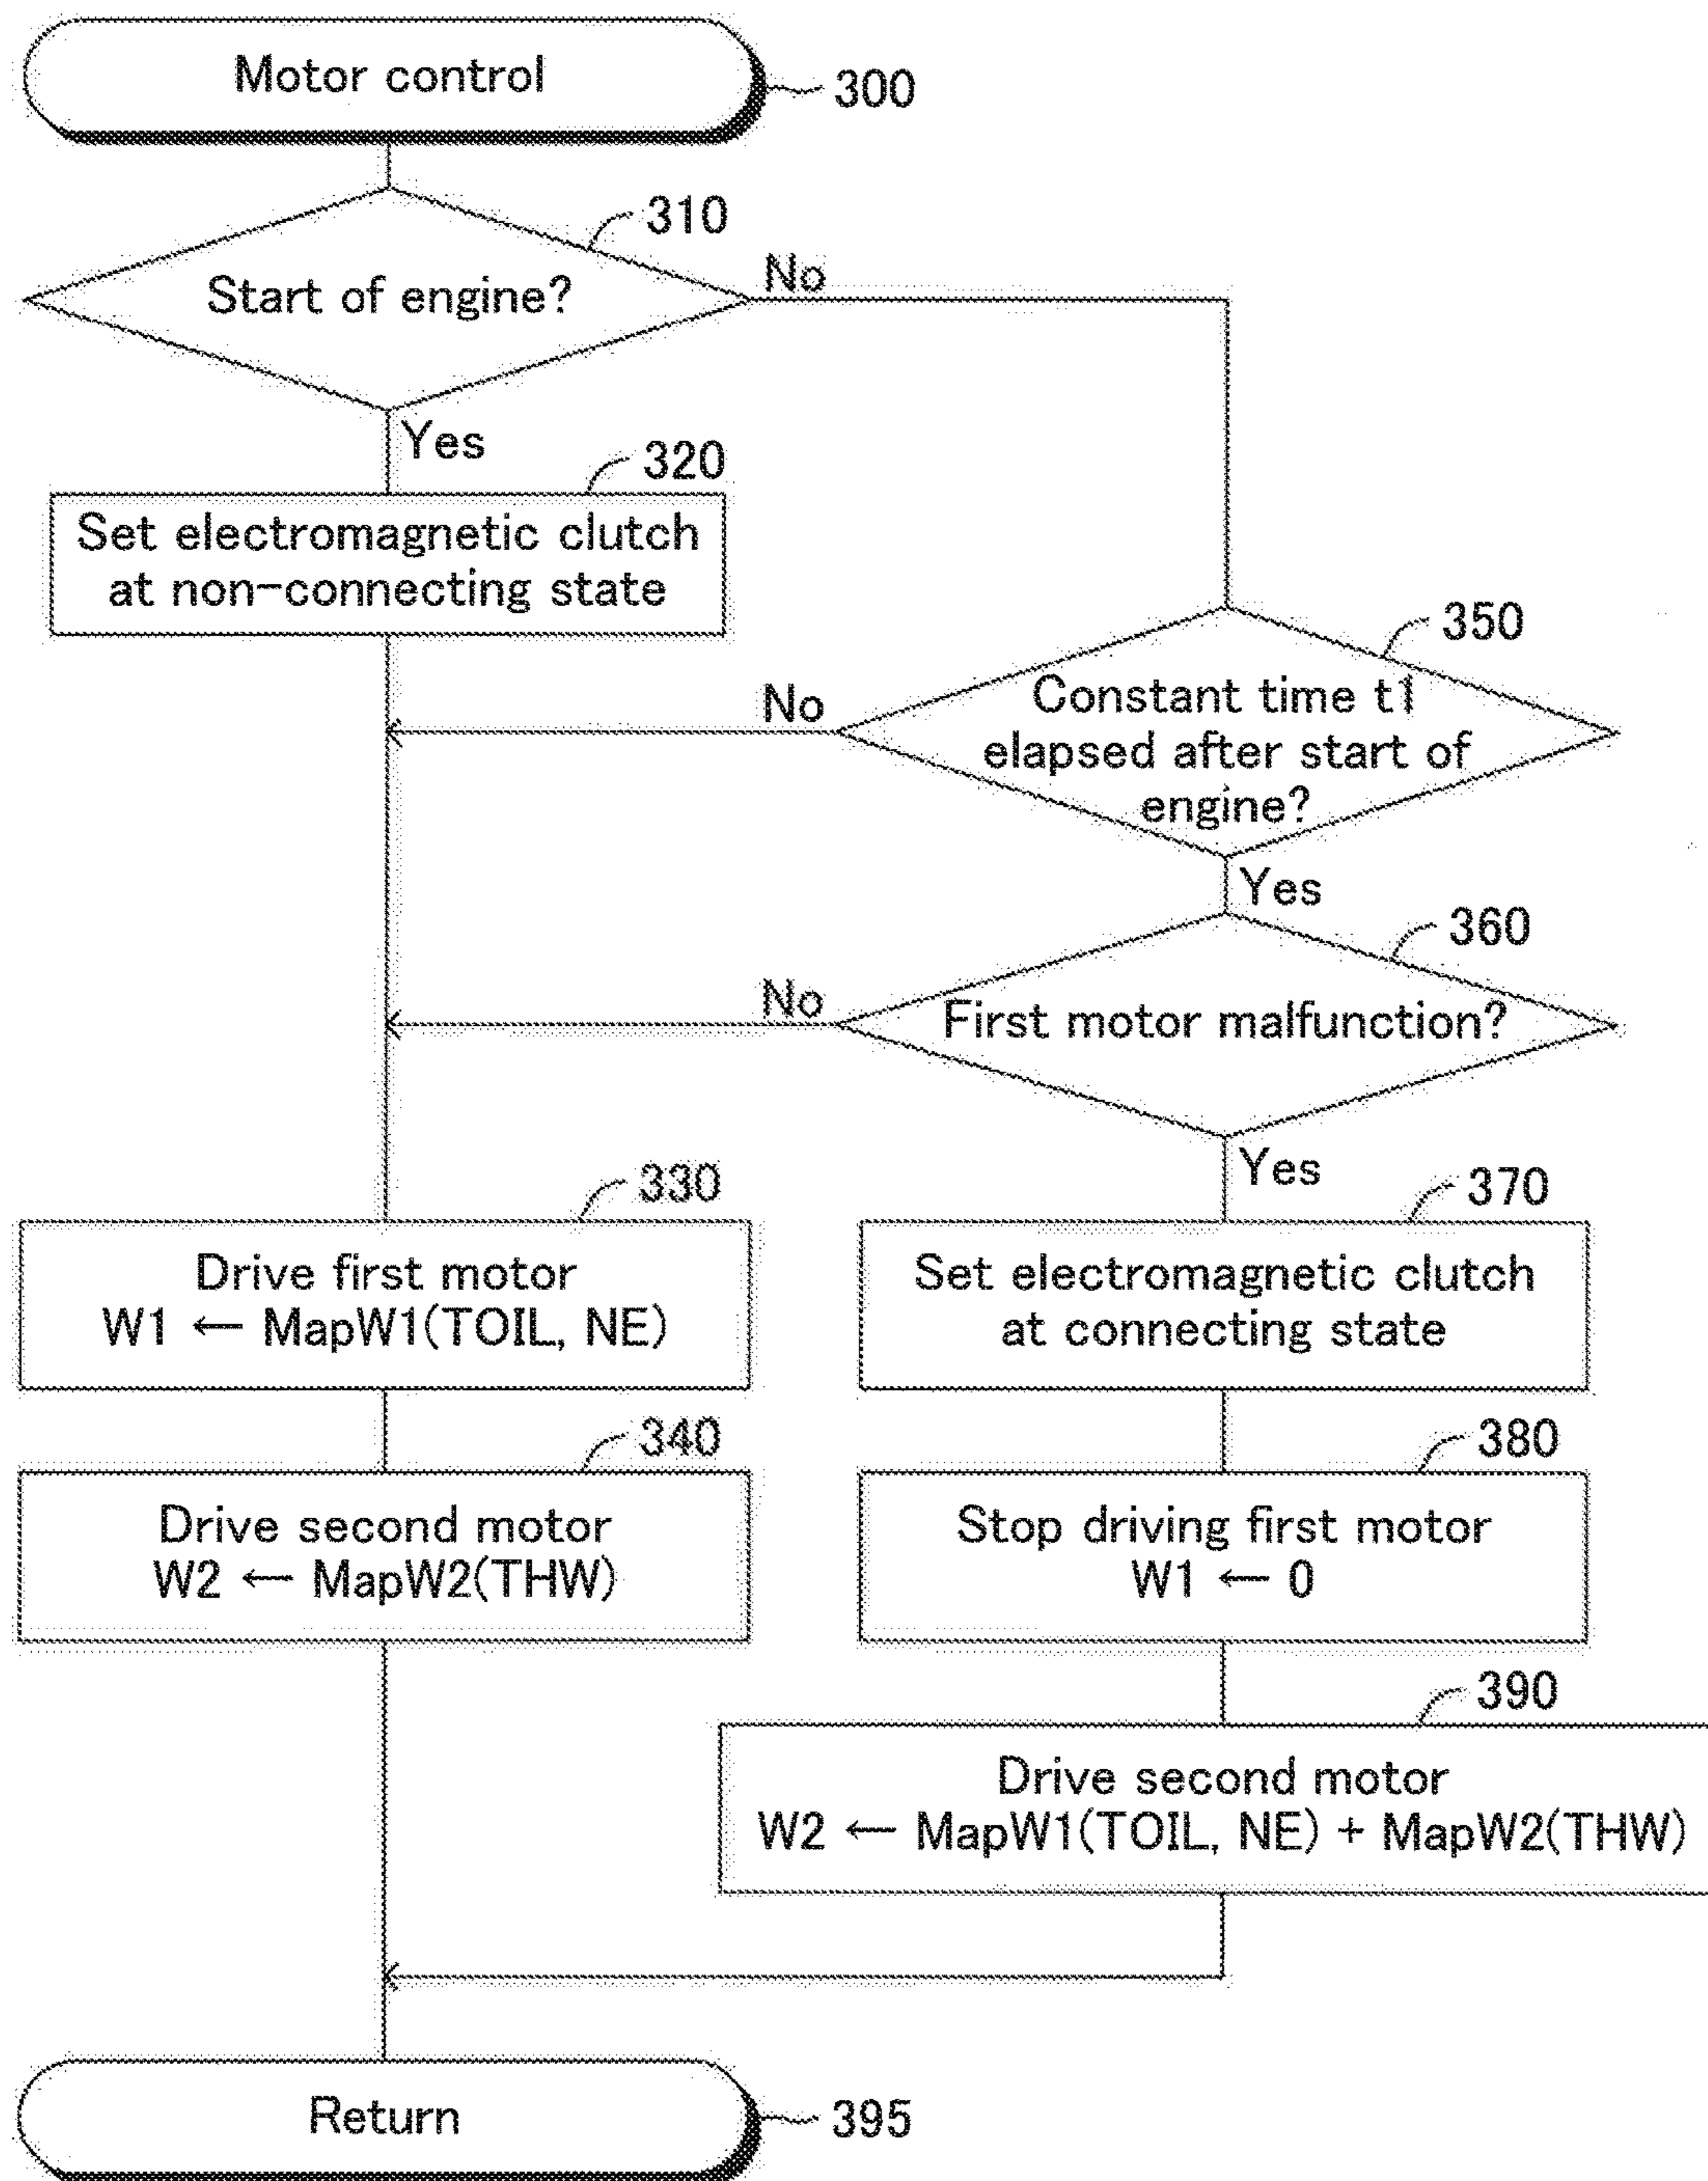 Motor control
300
310
Start of engine?
No
Yes
320
Set electromagnetic clutch
at non-connecting state
350
Constant time t1
elapsed after start of
engine?
No
Yes
360
First motor malfunction?
No
Yes
330
Drive first motor
W1 ← MapW1(TOIL, NE)
370
Set electromagnetic clutch
at connecting state
340
Drive second motor
W2 ← MapW2(THW)
380
Stop driving first motor
W1 ← 0
390
Drive second motor
W2 ← MapW1(TOIL, NE) + MapW2(THW)
Return
395